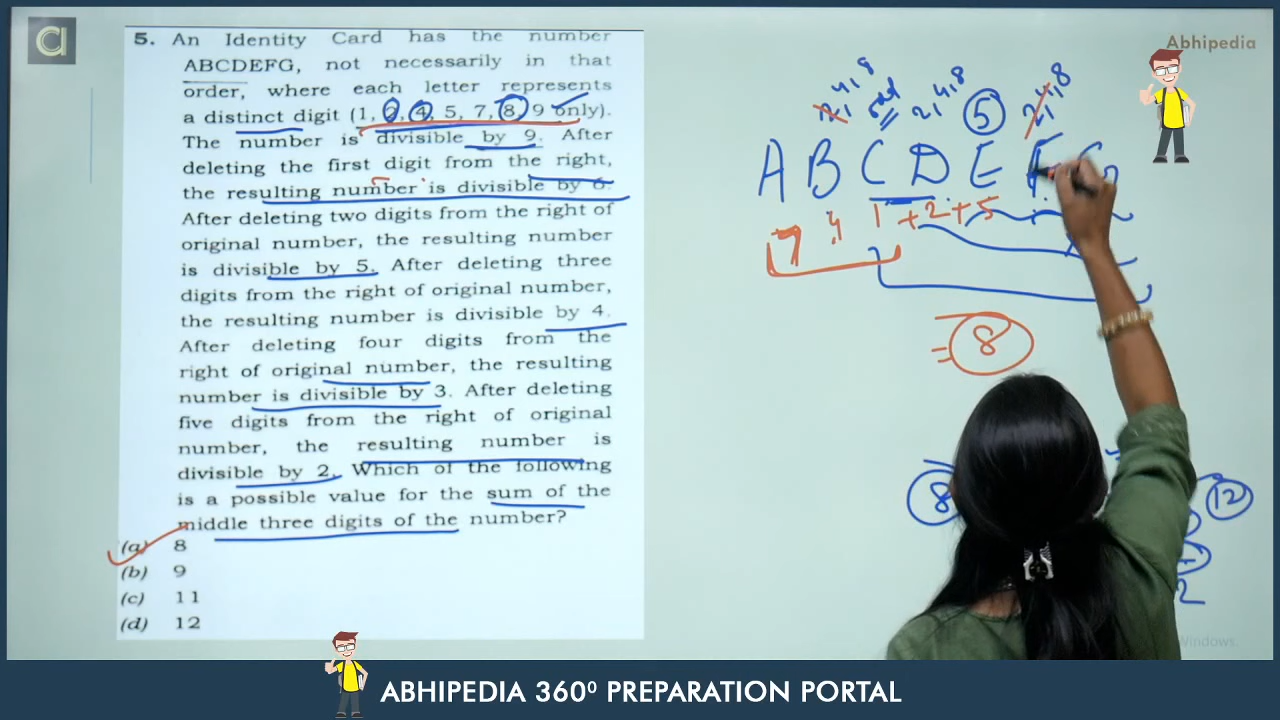 a
5. An Identity Card has the number
ABCDEFG, not necessarily in that
order, where each letter represents
a distinct digit (1, 2, 4, 5, 7, 8, 9 only).
The number is divisible by 9. After
deleting the first digit from the right,
the resulting number is divisible by 6.
After deleting two digits from the right of
original number, the resulting number
is divisible by 5. After deleting three
digits from the right of original number,
the resulting number is divisible by 4.
After deleting four digits from the
right of original number, the resulting
number is divisible by 3. After deleting
five digits from the right of original
number, the resulting number is
divisible by 2. Which of the following
is a possible value for the sum of the
middle three digits of the number?
(a) 8
(b) 9
(c) 11
(d) 12
Abhipedia
5
A B C D E F G
7 4 1 + 2 + 5
8
8
12
2
Windows.
ABHIPEDIA 360⁰ PREPARATION PORTAL